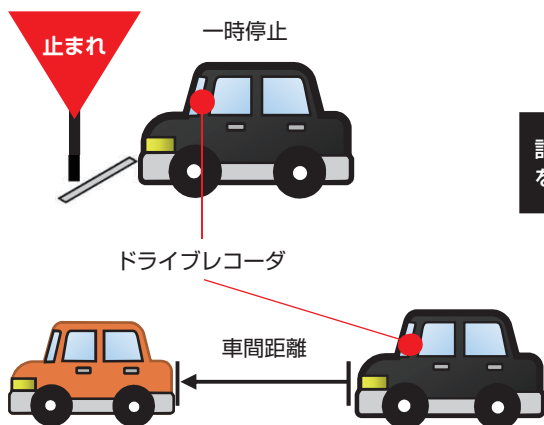 止まれ
一時停止
ドライブレコーダ
車間距離
を